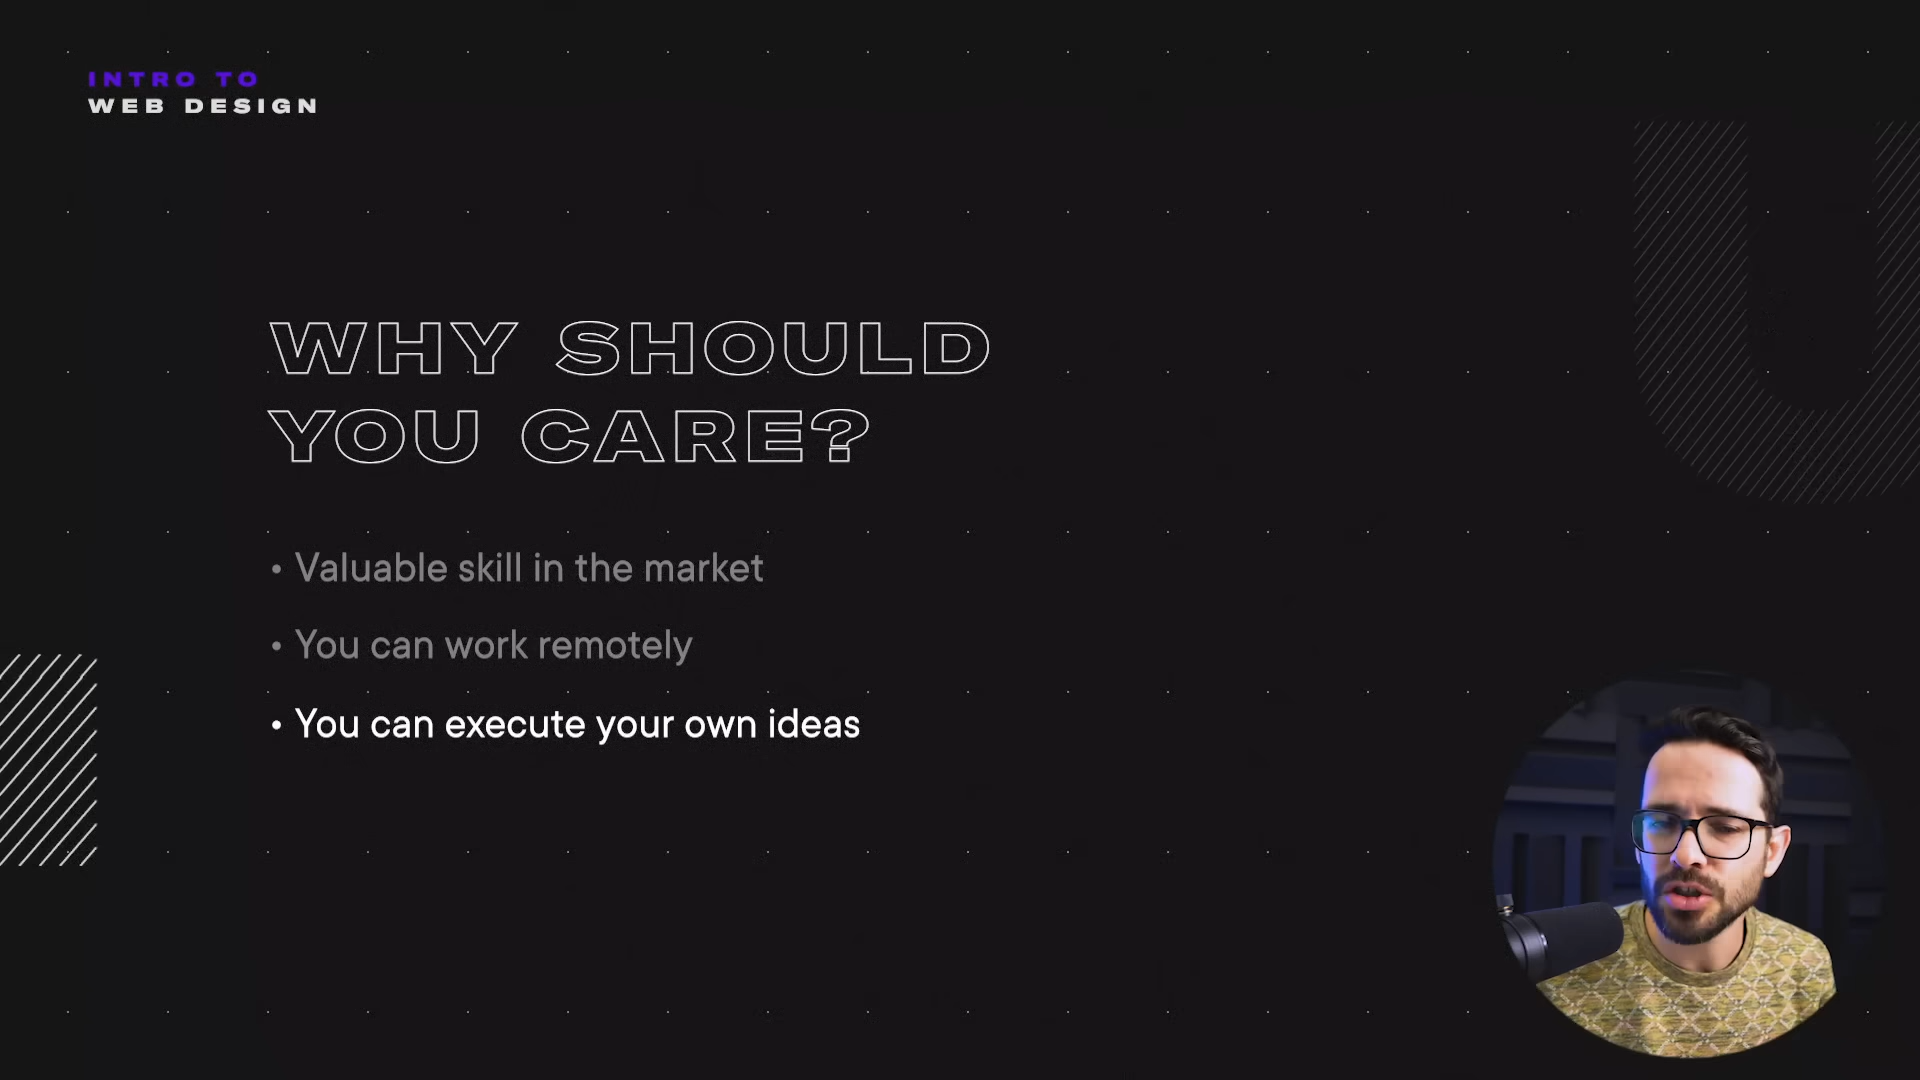 INTRO TO
WEB DESIGN
WHY SHOULD
YOU CARE?
• Valuable skill in the market
• You can work remotely
• You can execute your own ideas
U